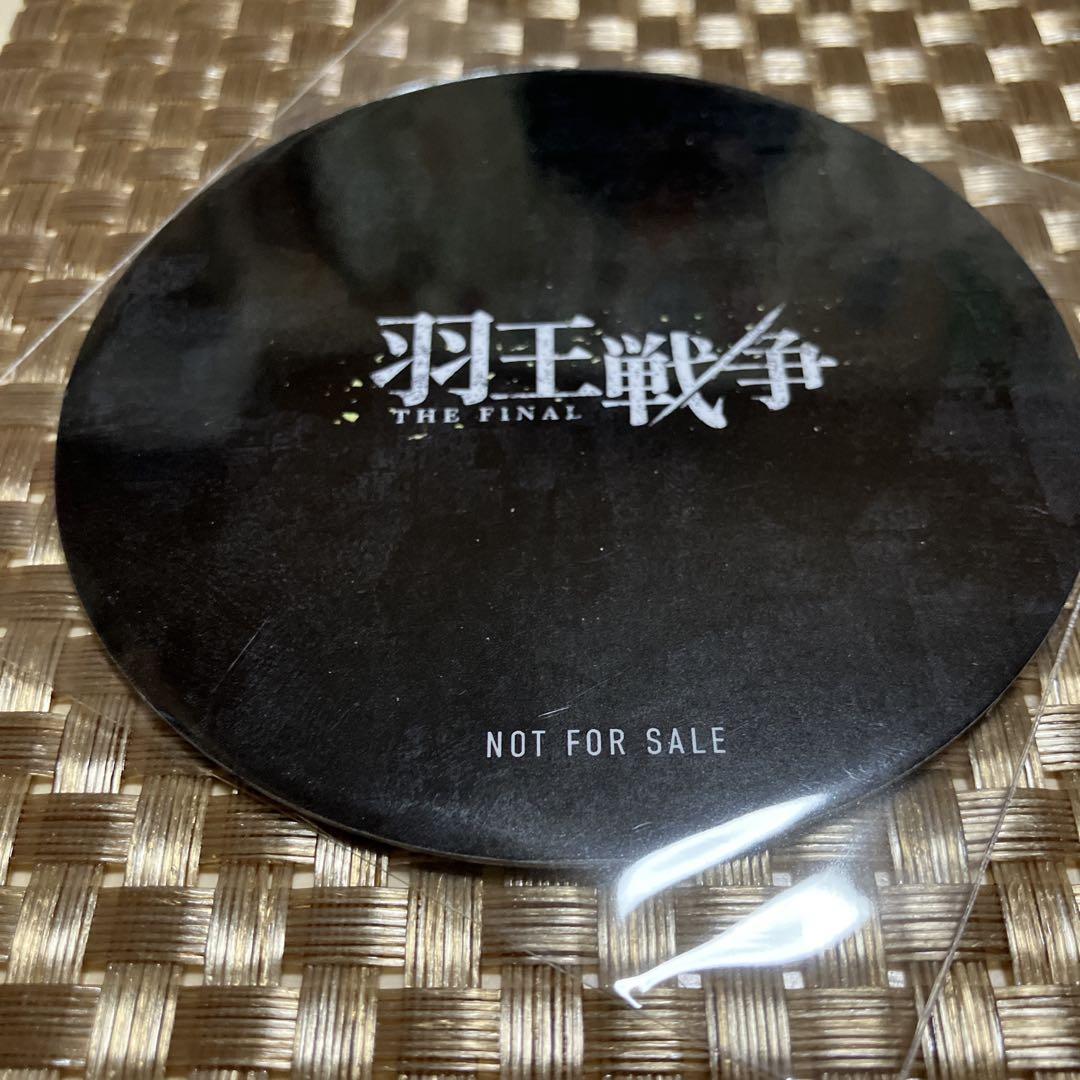 羽王戦争
THE FINAL
NOT FOR SALE